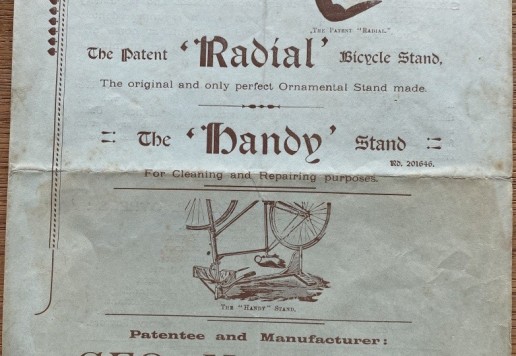 THE PATENT "RADIAL."
The Patent 'Radial' Bicycle Stand.
The original and only perfect Ornamental Stand made.
The 'Handy' Stand
RD. 201646.
For Cleaning and Repairing purposes.
THE "HANDY" STAND.
Patentee and Manufacturer:
GEO.